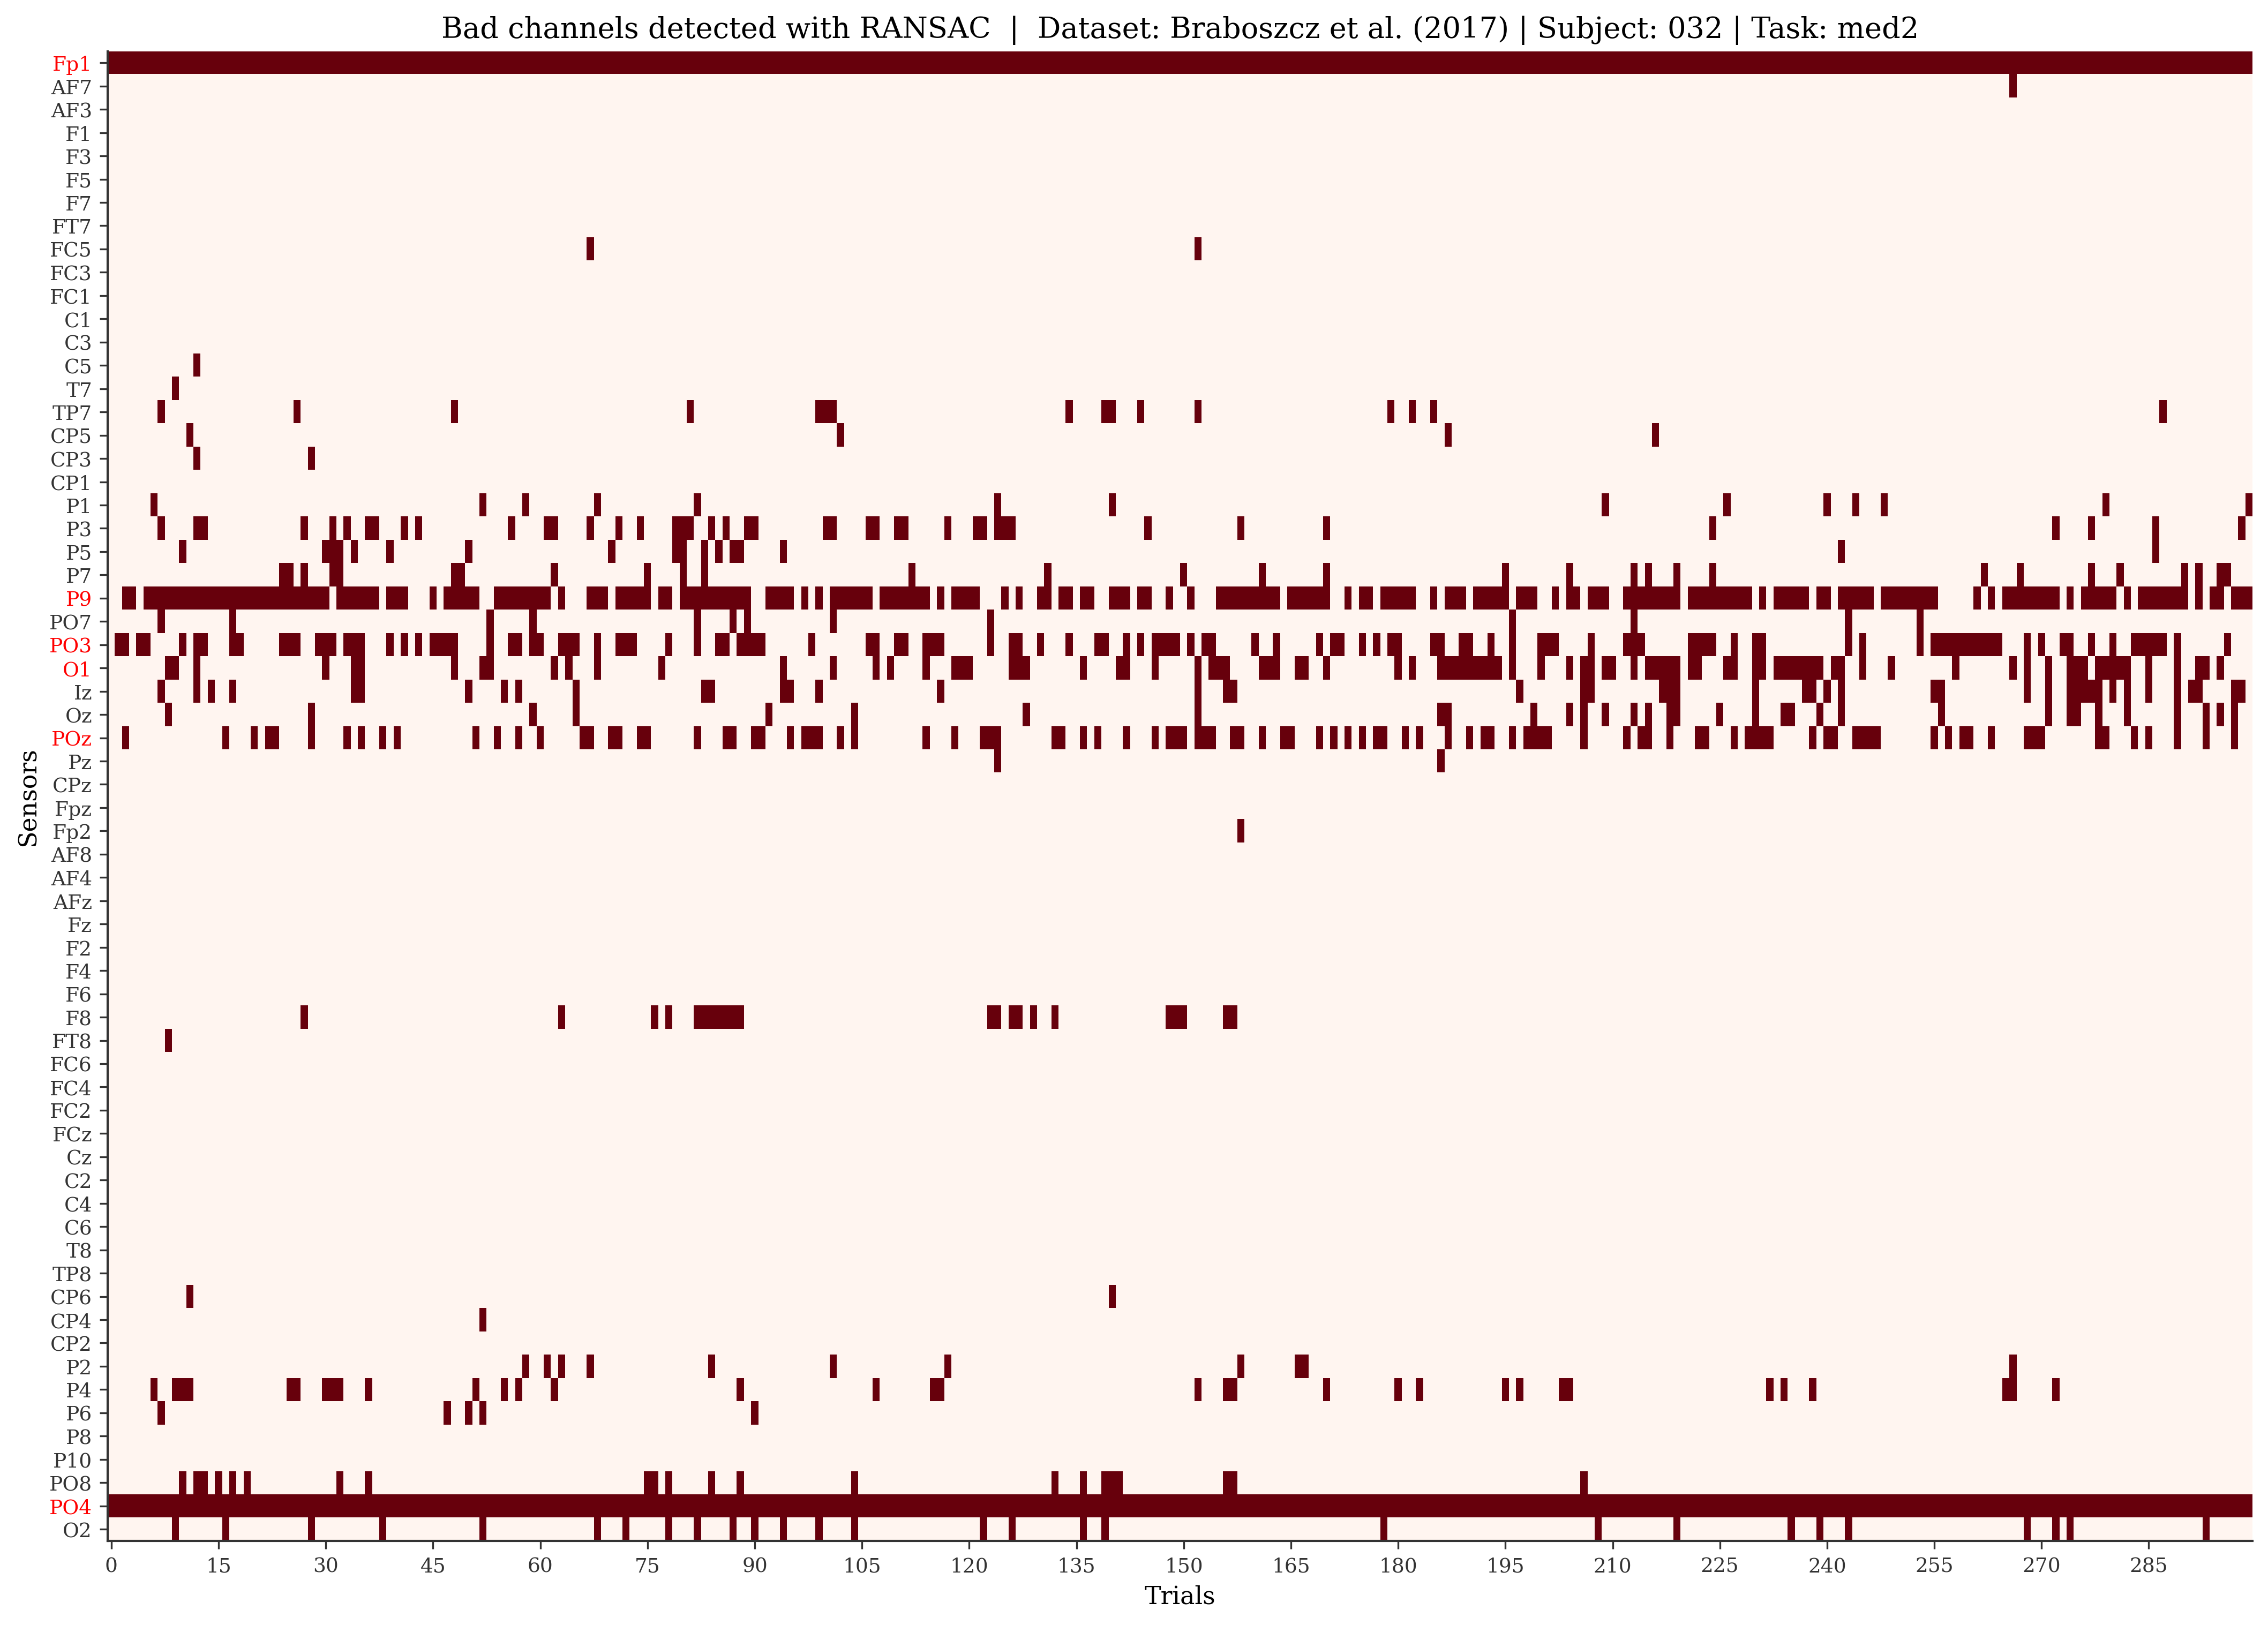 Bad channels detected with RANSAC | Dataset: Braboszcz et al. (2017) | Subject: 032 | Task: med2
Sensors
Fp1
AF7
AF3
F1
F3
F5
F7
FT7
FC5
FC3
FC1
C1
C3
C5
T7
TP7
CP5
CP3
CP1
P1
P3
P5
P7
P9
PO7
PO3
O1
Iz
Oz
POz
Pz
CPz
Fpz
Fp2
AF8
AF4
AFz
Fz
F2
F4
F6
F8
FT8
FC6
FC4
FC2
FCz
Cz
C2
C4
C6
T8
TP8
CP6
CP4
CP2
P2
P4
P6
P8
P10
PO8
PO4
O2
0 15 30 45 60 75 90 105 120 135 150 165 180 195 210 225 240 255 270 285
Trials